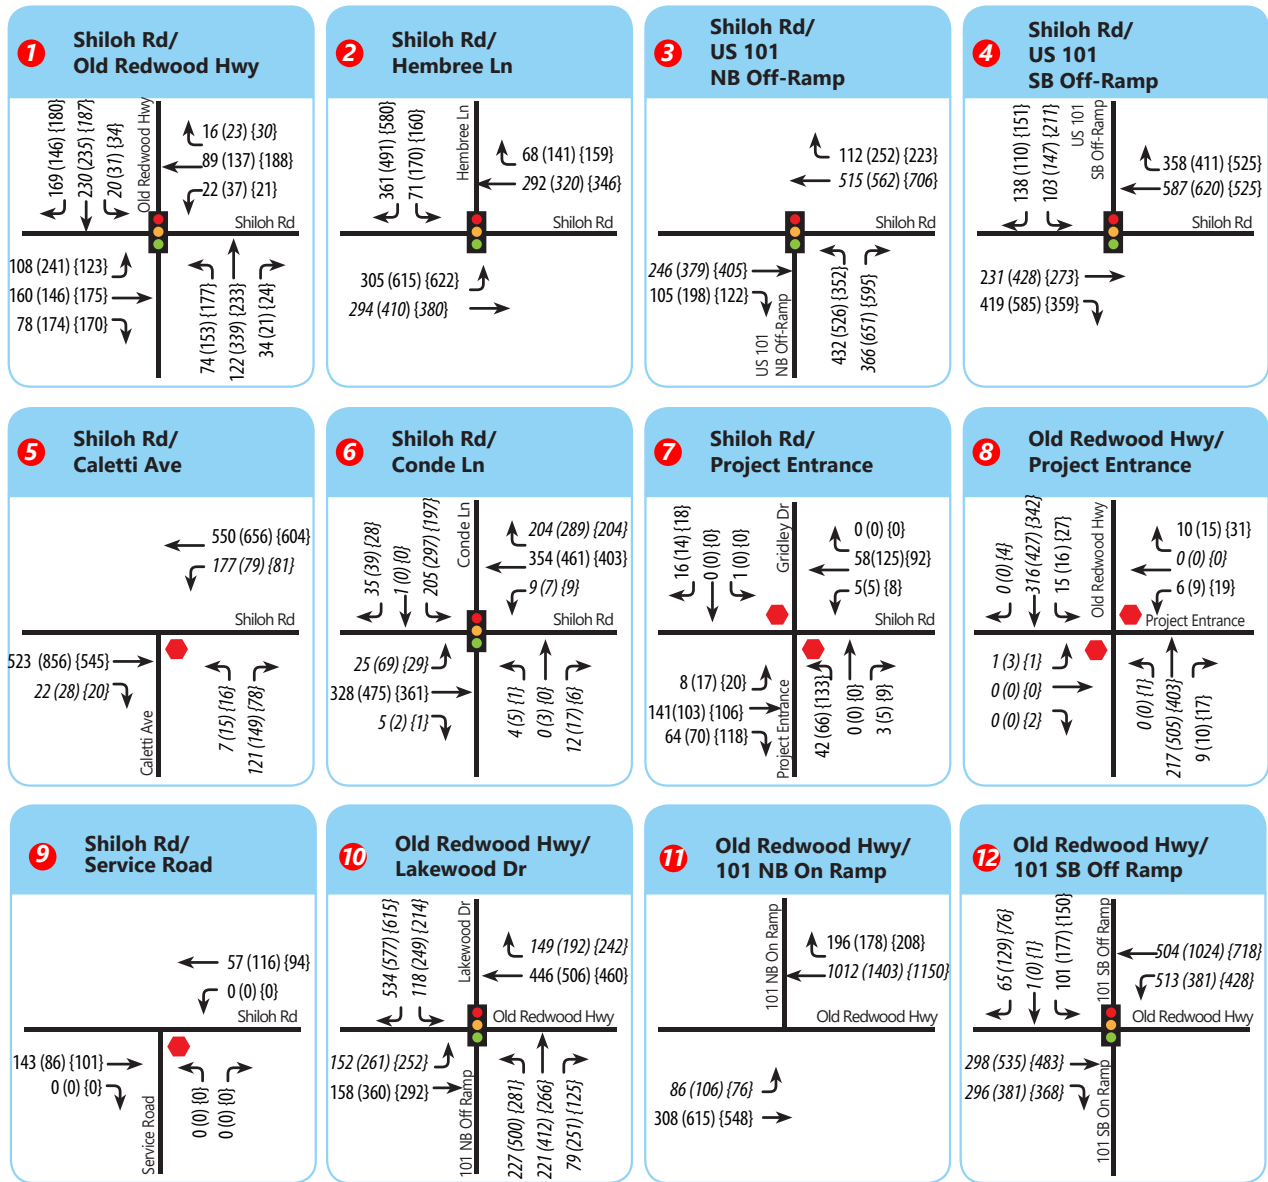 1
Shiloh Rd/
Old Redwood Hwy
169 (146) {180}
230 (235) {187}
20 (31) {34}
Old Redwood Hwy
16 (23) {30}
89 (137) {188}
22 (37) {21}
Shiloh Rd
108 (241) {123}
160 (146) {175}
78 (174) {170}
74 (153) {177}
122 (339) {233}
34 (21) {24}
2
Shiloh Rd/
Hembree Ln
361 (491) {580}
71 (170) {160}
Hembree Ln
68 (141) {159}
292 (320) {346}
Shiloh Rd
305 (615) {622}
294 (410) {380}
3
Shiloh Rd/
US 101
NB Off-Ramp
112 (252) {223}
515 (562) {706}
Shiloh Rd
246 (379) {405}
105 (198) {122}
US 101
NB Off-Ramp
432 (526) {352}
366 (651) {595}
4
Shiloh Rd/
US 101
SB Off-Ramp
138 (110) {151}
103 (147) {211}
US 101
SB Off-Ramp
358 (411) {525}
587 (620) {525}
Shiloh Rd
231 (428) {273}
419 (585) {359}
5
Shiloh Rd/
Caletti Ave
550 (656) {604}
177 (79) {81}
Shiloh Rd
523 (856) {545}
22 (28) {20}
Caletti Ave
7 (15) {16}
121 (149) {78}
6
Shiloh Rd/
Conde Ln
35 (39) {28}
1 (0) {0}
205 (297) {197}
Conde Ln
204 (289) {204}
354 (461) {403}
9 (7) {9}
Shiloh Rd
25 (69) {29}
328 (475) {361}
5 (2) {1}
4 (5) {1}
0 (3) {0}
12 (17) {6}
7
Shiloh Rd/
Project Entrance
16 (14) {18}
0 (0) {0}
1 (0) {0}
Gridley Dr
0 (0) {0}
58(125){92}
5(5) {8}
Shiloh Rd
8 (17) {20}
141(103) {106}
64 (70) {118}
Project Entrance
42 (66) {133}
0 (0) {0}
3 (5) {9}
8
Old Redwood Hwy/
Project Entrance
0 (0) {4}
316 (427) {342}
15 (16) {27}
Old Redwood Hwy
10 (15) {31}
0 (0) {0}
6 (9) {19}
Project Entrance
1 (3) {1}
0 (0) {0}
0 (0) {2}
0 (0) {1}
217 (505) {403}
9 (10) {17}
9
Shiloh Rd/
Service Road
57 (116) {94}
0 (0) {0}
Shiloh Rd
143 (86) {101}
0 (0) {0}
Service Road
0 (0) {0}
0 (0) {0}
10
Old Redwood Hwy/
Lakewood Dr
534 (577) {615}
118 (249) {214}
Lakewood Dr
149 (192) {242}
446 (506) {460}
Old Redwood Hwy
152 (261) {252}
158 (360) {292}
101 NB Off Ramp
227 (500) {281}
221 (412) {266}
79 (251) {125}
11
Old Redwood Hwy/
101 NB On Ramp
101 NB On Ramp
196 (178) {208}
1012 (1403) {1150}
Old Redwood Hwy
86 (106) {76}
308 (615) {548}
12
Old Redwood Hwy/
101 SB Off Ramp
65 (129) {76}
1 (0) {1}
101 (177) {150}
101 SB Off Ramp
504 (1024) {718}
513 (381) {428}
Old Redwood Hwy
298 (535) {483}
296 (381) {368}
101 SB On Ramp